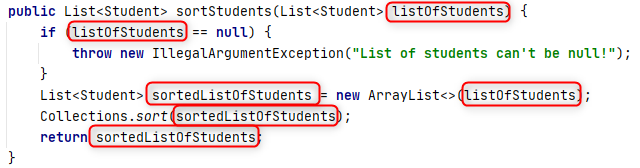 public List<Student> sortStudents(List<Student> listOfStudents) {
if (listOfStudents == null) {
throw new IllegalArgumentException("List of students can't be null!");
}
List<Student> sortedListOfStudents = new ArrayList<>(listOfStudents);
Collections.sort(sortedListOfStudents);
return sortedListOfStudents;
}